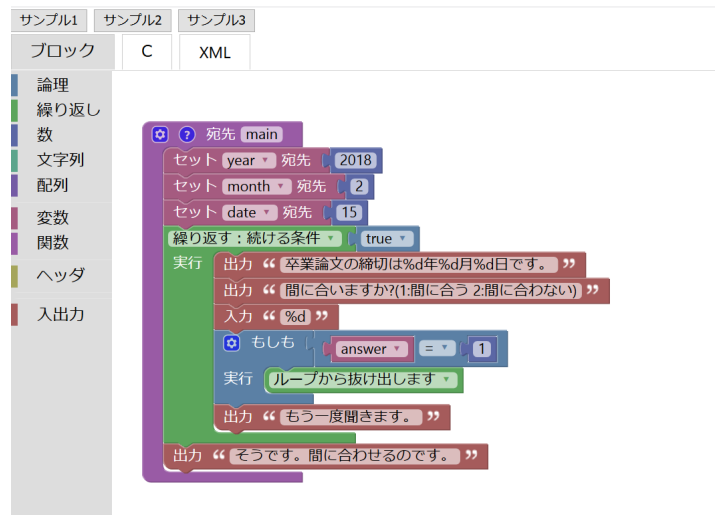 サンプル1 サンプル2 サンプル3
ブロック C XML
論理
繰り返し
数
文字列
配列
変数
関数
ヘッダ
入出力
? 宛先 main
セット year 宛先 2018
セット month 宛先 2
セット date 宛先 15
繰り返す：続ける条件 true
実行 出力 “ 卒業論文の締切は%d年%d月%d日です。 ”
出力 “ 間に合いますか?(1:間に合う 2:間に合わない) ”
入力 “ %d ”
もしも answer = 1
実行 ループから抜け出します
出力 “ もう一度聞きます。 ”
出力 “ そうです。間に合わせるのです。 ”